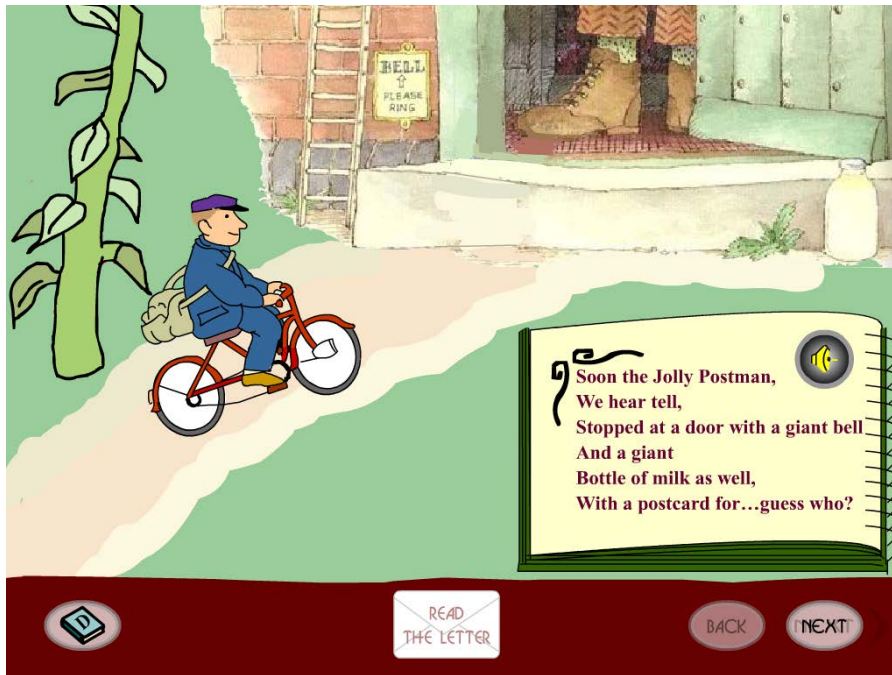 BELL
PLEASE
RING
Soon the Jolly Postman,
We hear tell,
Stopped at a door with a giant bell
And a giant
Bottle of milk as well,
With a postcard for…guess who?
D
READ
THE LETTER
BACK
NEXT